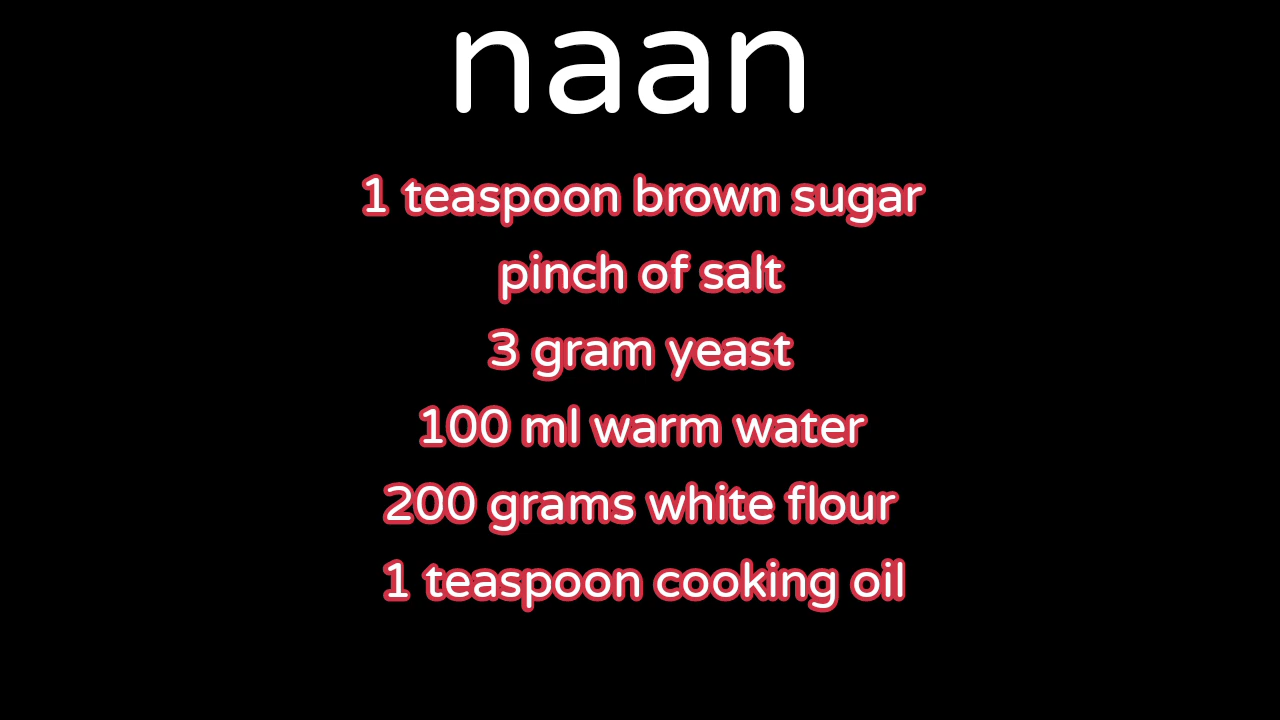 naan
1 teaspoon brown sugar
pinch of salt
3 gram yeast
100 ml warm water
200 grams white flour
1 teaspoon cooking oil